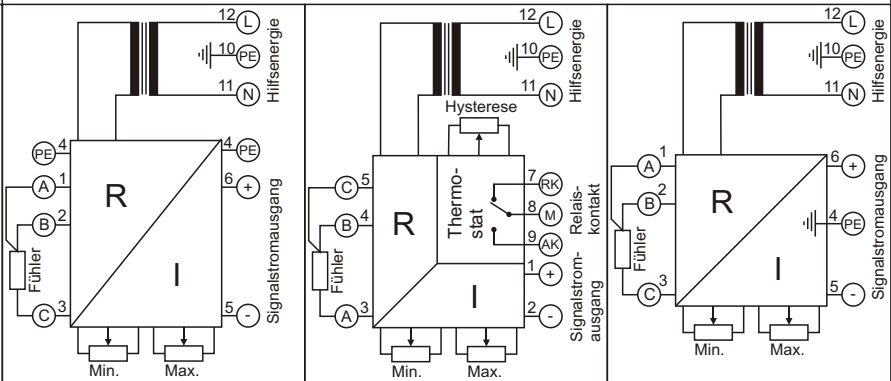 12 L
10 PE
11 N
Hilfsenergie
PE 4
4 PE
A 1
6 +
B 2
R
I
Fühler
C 3
5 -
Signalstromausgang
Min.
Max.
12 L
10 PE
11 N
Hilfsenergie
Hysterese
C 5
B 4
R
Thermo-
stat
7 RK
8 M
9 AK
Relais-
kontakt
1 +
Fühler
A 3
I
2 -
Signalstrom-
ausgang
Min.
Max.
12 L
10 PE
11 N
Hilfsenergie
A 1
6 +
B 2
R
4 PE
Fühler
I
C 3
5 -
Signalstromausgang
Min.
Max.